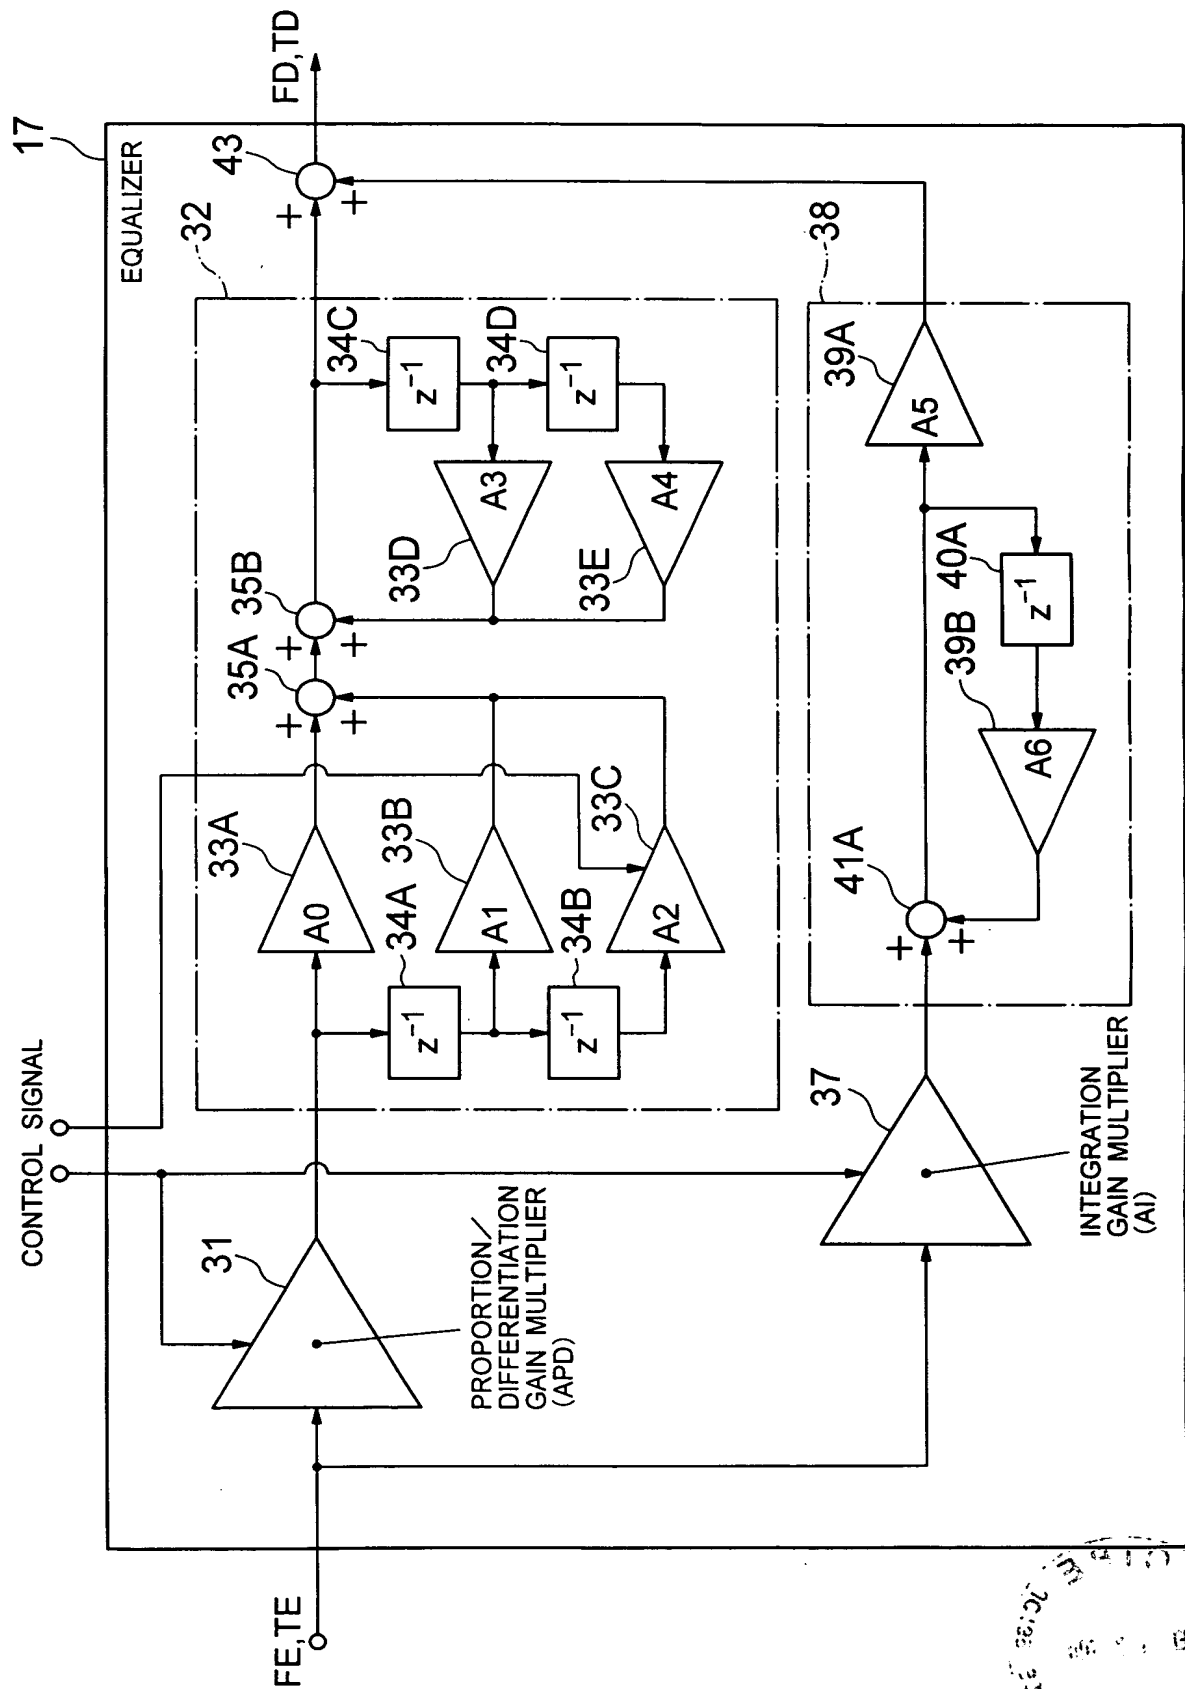 17
EQUALIZER
CONTROL SIGNAL
FE,TE
FD,TD
31
PROPORTION/
DIFFERENTIATION
GAIN MULTIPLIER
(APD)
32
33A
A0
34A
z⁻¹
33B
A1
34B
z⁻¹
33C
A2
35A
+
+
35B
+
+
34C
z⁻¹
34D
z⁻¹
33D
A3
33E
A4
43
+
+
37
INTEGRATION
GAIN MULTIPLIER
(AI)
38
41A
+
+
39A
A5
40A
z⁻¹
39B
A6